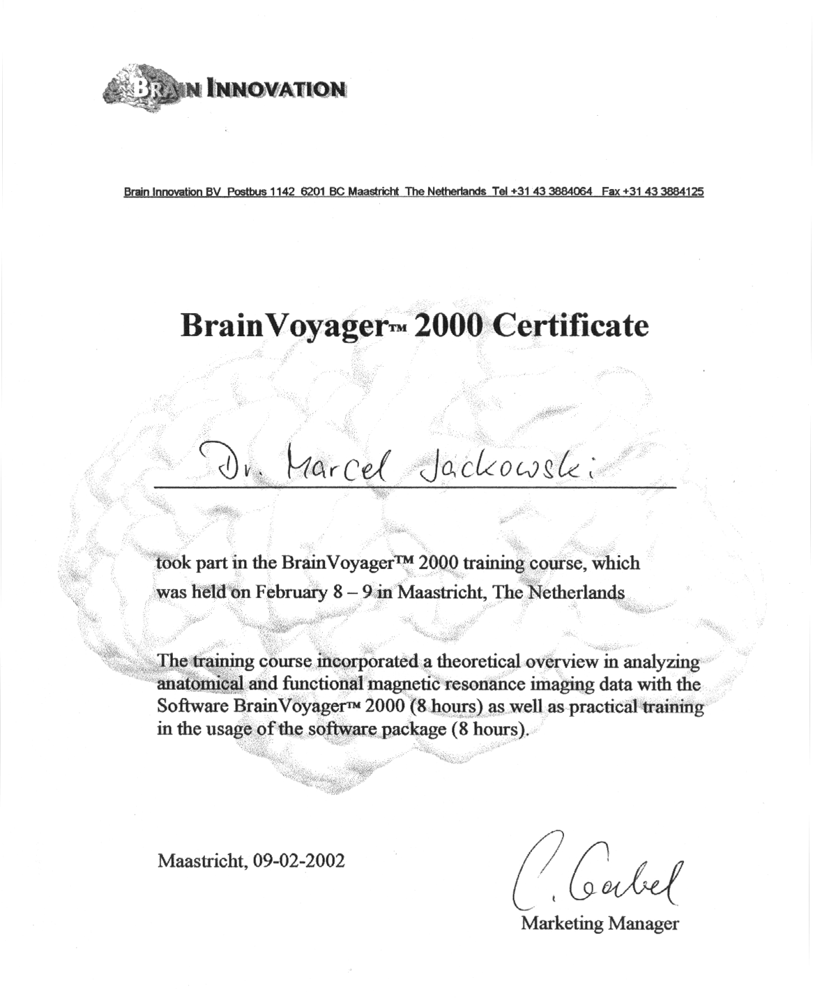 BRAIN INNOVATION
Brain Innovation BV Postbus 1142 6201 BC Maastricht The Netherlands Tel +31 43 3884064 Fax +31 43 3884125
BrainVoyager™ 2000 Certificate
Dr. Marcel Jackowski
took part in the BrainVoyager™ 2000 training course, which
was held on February 8 – 9 in Maastricht, The Netherlands
The training course incorporated a theoretical overview in analyzing
anatomical and functional magnetic resonance imaging data with the
Software BrainVoyager™ 2000 (8 hours) as well as practical training
in the usage of the software package (8 hours).
Maastricht, 09-02-2002
C. Goebel
Marketing Manager